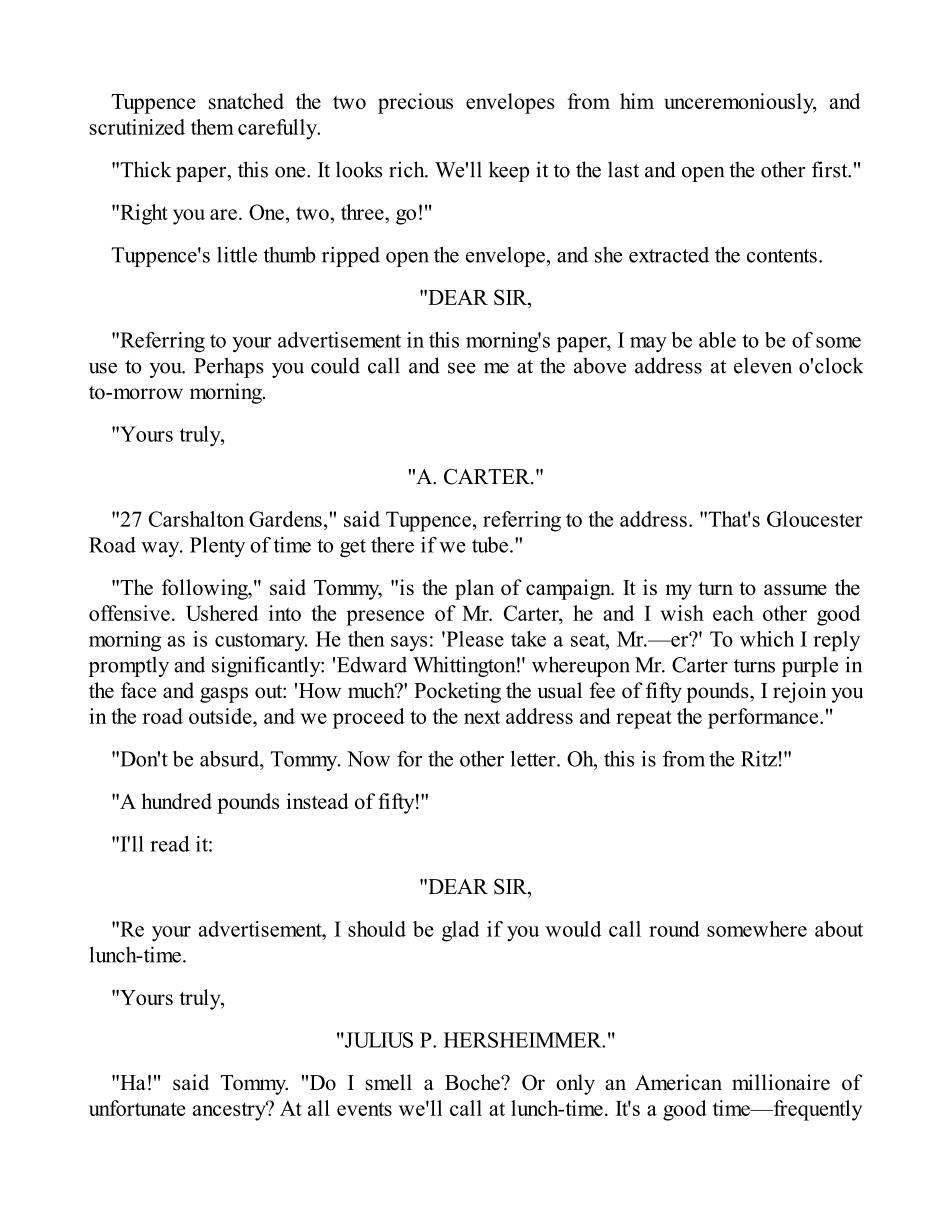 Tuppence snatched the two precious envelopes from him unceremoniously, and
scrutinized them carefully.
"Thick paper, this one. It looks rich. We'll keep it to the last and open the other first."
"Right you are. One, two, three, go!"
Tuppence's little thumb ripped open the envelope, and she extracted the contents.
"DEAR SIR,
"Referring to your advertisement in this morning's paper, I may be able to be of some
use to you. Perhaps you could call and see me at the above address at eleven o'clock
to-morrow morning.
"Yours truly,
"A. CARTER."
"27 Carshalton Gardens," said Tuppence, referring to the address. "That's Gloucester
Road way. Plenty of time to get there if we tube."
"The following," said Tommy, "is the plan of campaign. It is my turn to assume the
offensive. Ushered into the presence of Mr. Carter, he and I wish each other good
morning as is customary. He then says: 'Please take a seat, Mr.—er?' To which I reply
promptly and significantly: 'Edward Whittington!' whereupon Mr. Carter turns purple in
the face and gasps out: 'How much?' Pocketing the usual fee of fifty pounds, I rejoin you
in the road outside, and we proceed to the next address and repeat the performance."
"Don't be absurd, Tommy. Now for the other letter. Oh, this is from the Ritz!"
"A hundred pounds instead of fifty!"
"I'll read it:
"DEAR SIR,
"Re your advertisement, I should be glad if you would call round somewhere about
lunch-time.
"Yours truly,
"JULIUS P. HERSHEIMMER."
"Ha!" said Tommy. "Do I smell a Boche? Or only an American millionaire of
unfortunate ancestry? At all events we'll call at lunch-time. It's a good time—frequently